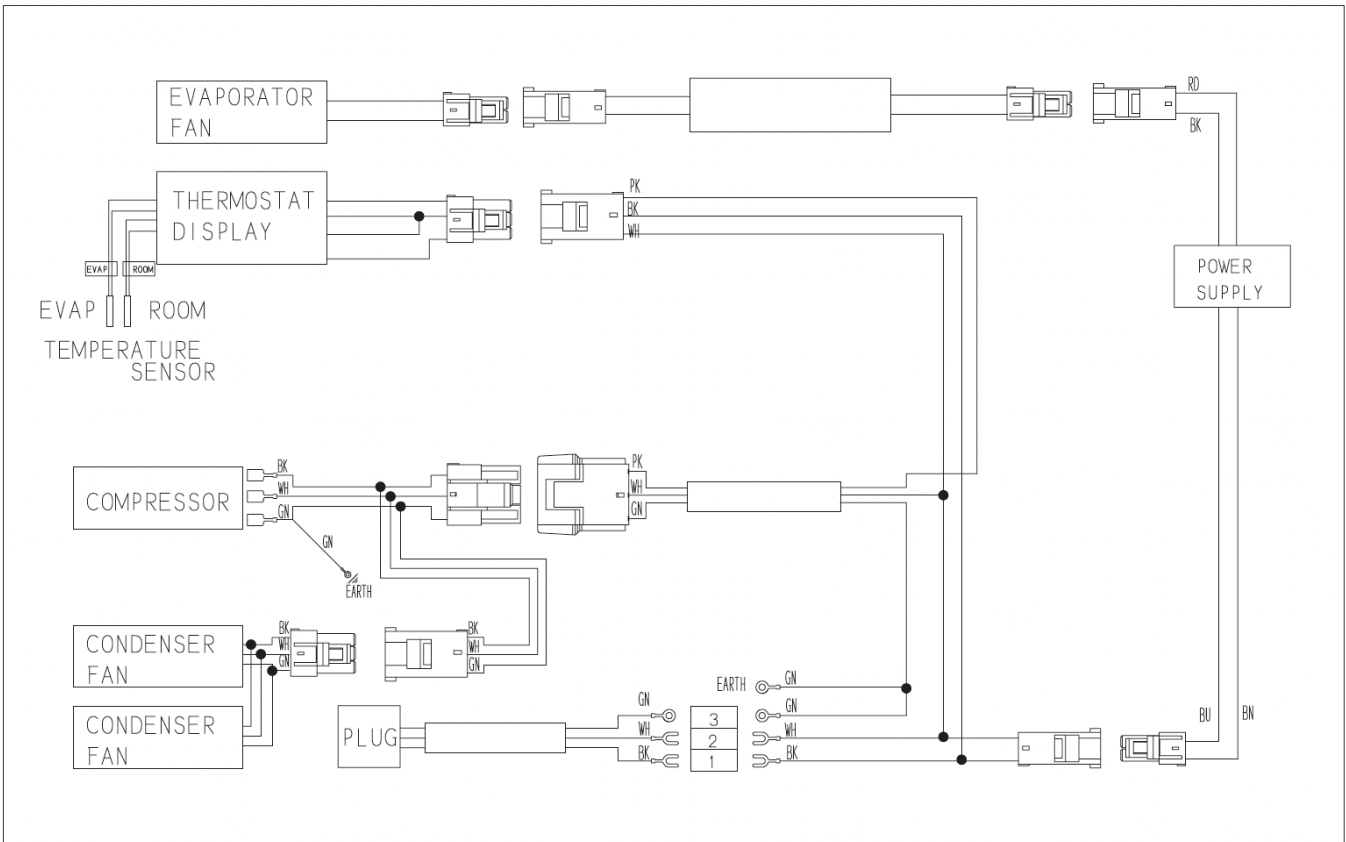 EVAPORATOR
FAN
RD
BK
THERMOSTAT
DISPLAY
PK
BK
WH
EVAP
ROOM
EVAP
ROOM
TEMPERATURE
SENSOR
POWER
SUPPLY
COMPRESSOR
BK
WH
GN
GN
EARTH
PK
WH
GN
CONDENSER
FAN
BK
WH
GN
BK
WH
GN
CONDENSER
FAN
PLUG
GN
WH
BK
3
2
1
EARTH
GN
GN
WH
BK
BU
BN